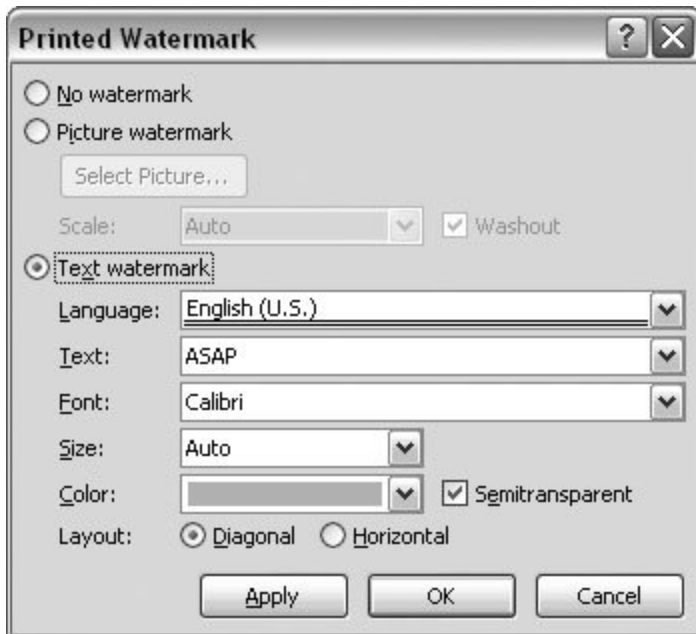 Printed Watermark ?
No watermark
Picture watermark
Select Picture...
Scale: Auto Washout
Text watermark
Language: English (U.S.)
Text: ASAP
Font: Calibri
Size: Auto
Color: Semitransparent
Layout: Diagonal Horizontal
Apply OK Cancel